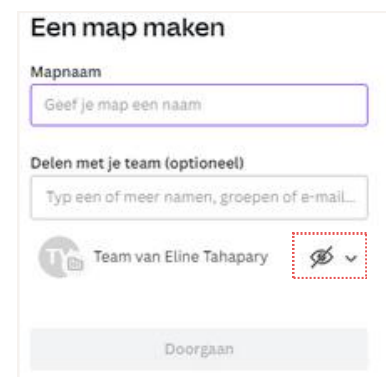 Een map maken
Mapnaam
Geef je map een naam
Delen met je team (optioneel)
Typ een of meer namen, groepen of e-mail...
TV
Team van Eline Tahapary
Doorgaan